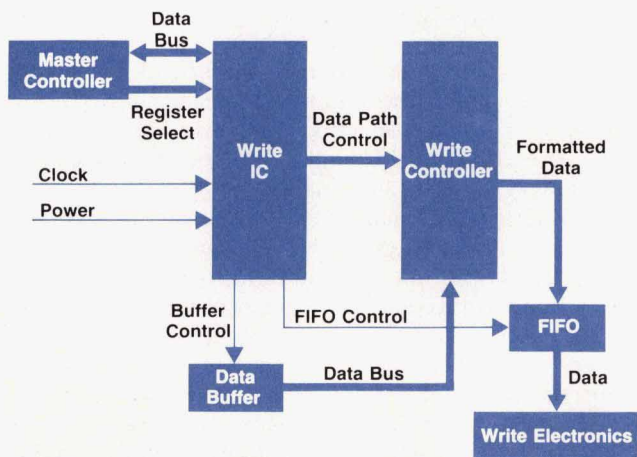 Data
Bus
Master
Controller
Register
Select
Write
IC
Data Path
Control
Write
Controller
Formatted
Data
Clock
Power
Buffer
Control
FIFO Control
FIFO
Data
Buffer
Data Bus
Data
Write Electronics